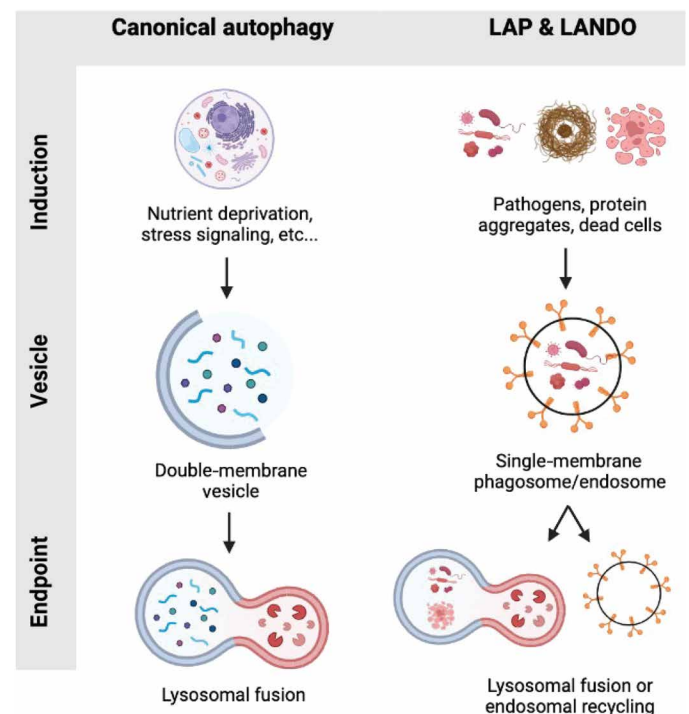 Canonical autophagy
LAP & LANDO
Induction
Nutrient deprivation,
stress signaling, etc...
Pathogens, protein
aggregates, dead cells
Vesicle
Double-membrane
vesicle
Single-membrane
phagosome/endosome
Endpoint
Lysosomal fusion
Lysosomal fusion or
endosomal recycling